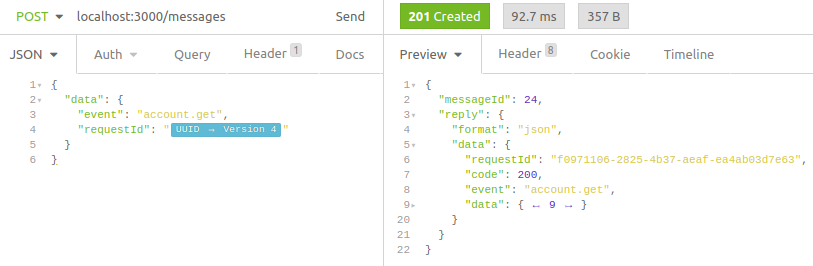 POST localhost:3000/messages Send 201 Created 92.7 ms 357 B
JSON Auth Query Header 1 Docs Preview Header 8 Cookie Timeline
1 {
2 "data": {
3 "event": "account.get",
4 "requestId": "UUID → Version 4"
5 }
6 }
1 {
2 "messageId": 24,
3 "reply": {
4 "format": "json",
5 "data": {
6 "requestId": "f0971106-2825-4b37-aeaf-ea4ab03d7e63",
7 "code": 200,
8 "event": "account.get",
9 "data": { ↔ 9 ↔ }
20 }
21 }
22 }